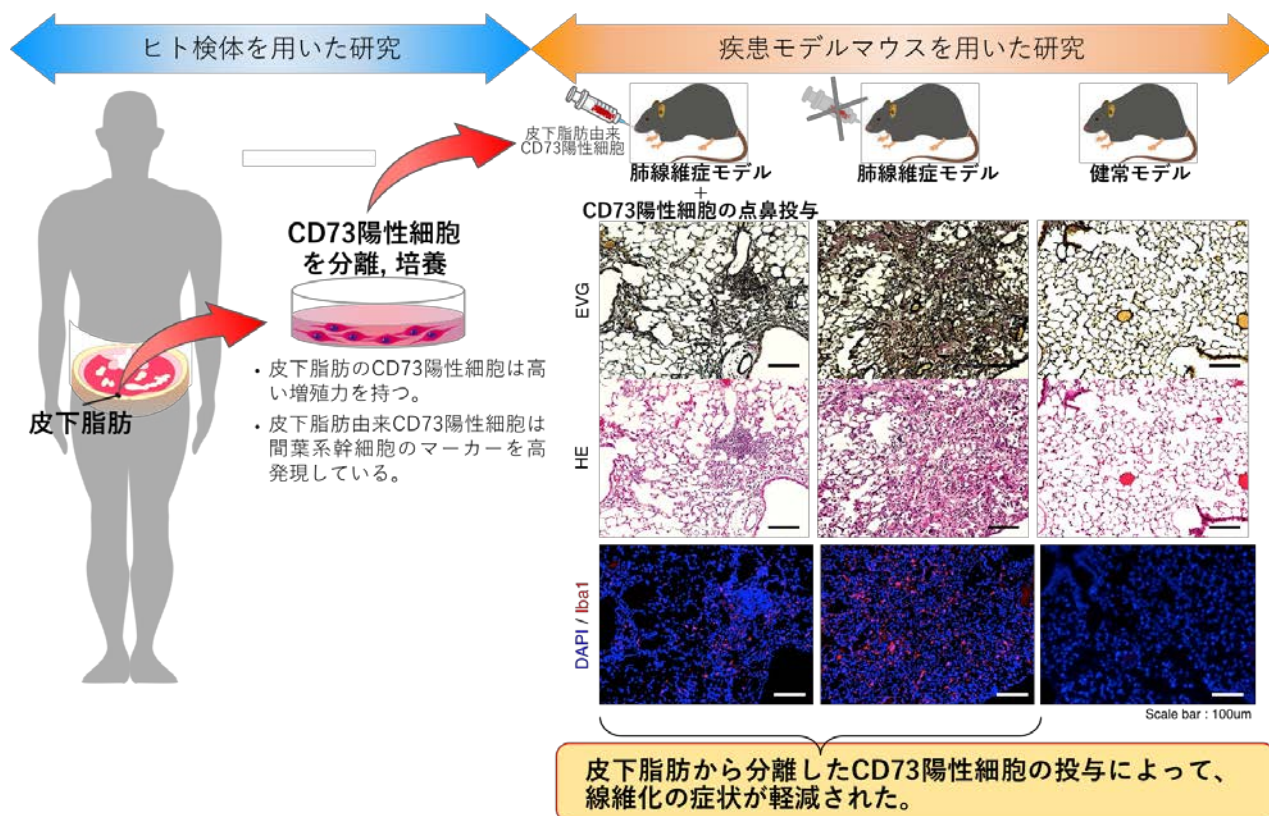 ヒト検体を用いた研究
疾患モデルマウスを用いた研究
皮下脂肪由来
CD73陽性細胞
肺線維症モデル
+
CD73陽性細胞の点鼻投与
肺線維症モデル
健常モデル
CD73陽性細胞
を分離, 培養
・皮下脂肪のCD73陽性細胞は高
い増殖力を持つ。
・皮下脂肪由来CD73陽性細胞は
間葉系幹細胞のマーカーを高
発現している。
皮下脂肪
EVG
HE
DAPI / Iba1
Scale bar : 100um
皮下脂肪から分離したCD73陽性細胞の投与によって、
線維化の症状が軽減された。